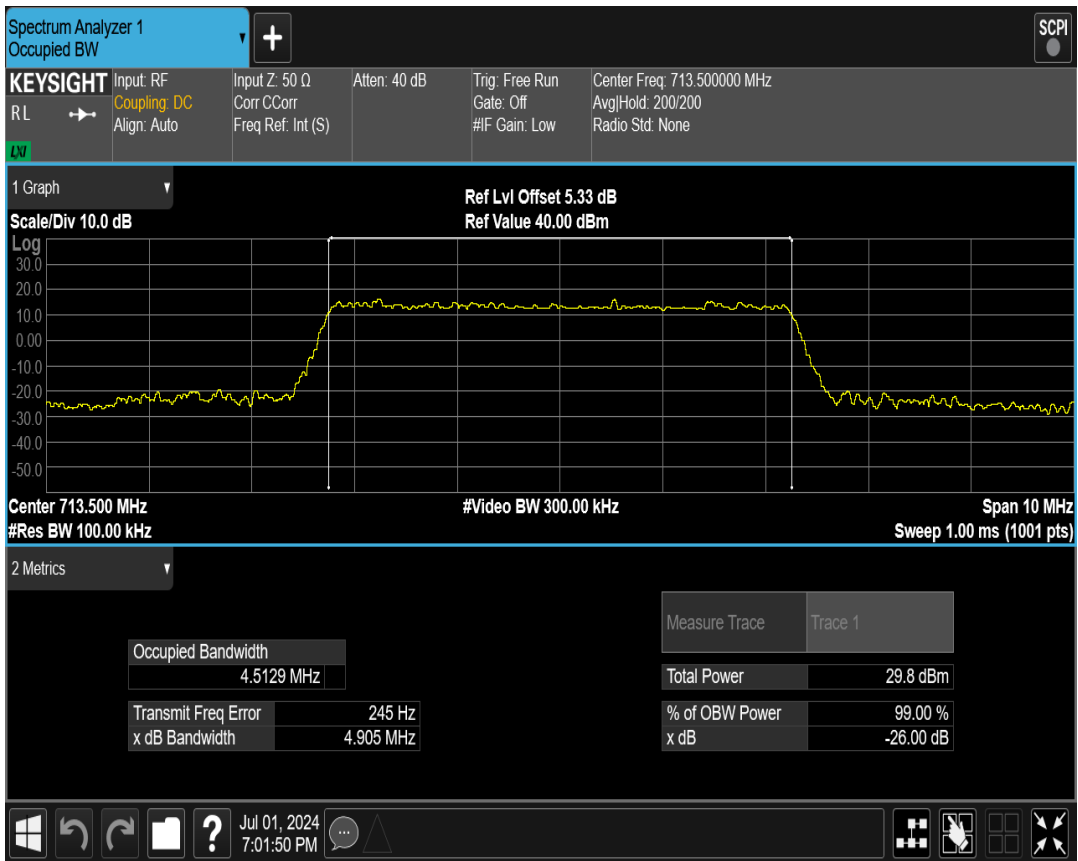 Spectrum Analyzer 1
Occupied BW
+
SCPI
KEYSIGHT
RL
LXI
Input: RF
Coupling: DC
Align: Auto
Input Z: 50 Ω
Corr CCorr
Freq Ref: Int (S)
Atten: 40 dB
Trig: Free Run
Gate: Off
#IF Gain: Low
Center Freq: 713.500000 MHz
Avg|Hold: 200/200
Radio Std: None
1 Graph
Scale/Div 10.0 dB
Ref Lvl Offset 5.33 dB
Ref Value 40.00 dBm
Log
30.0
20.0
10.0
0.00
-10.0
-20.0
-30.0
-40.0
-50.0
Center 713.500 MHz
#Res BW 100.00 kHz
#Video BW 300.00 kHz
Span 10 MHz
Sweep 1.00 ms (1001 pts)
2 Metrics
Measure Trace Trace 1
Occupied Bandwidth
4.5129 MHz
Total Power 29.8 dBm
Transmit Freq Error 245 Hz
x dB Bandwidth 4.905 MHz
% of OBW Power 99.00 %
x dB -26.00 dB
?
Jul 01, 2024
7:01:50 PM